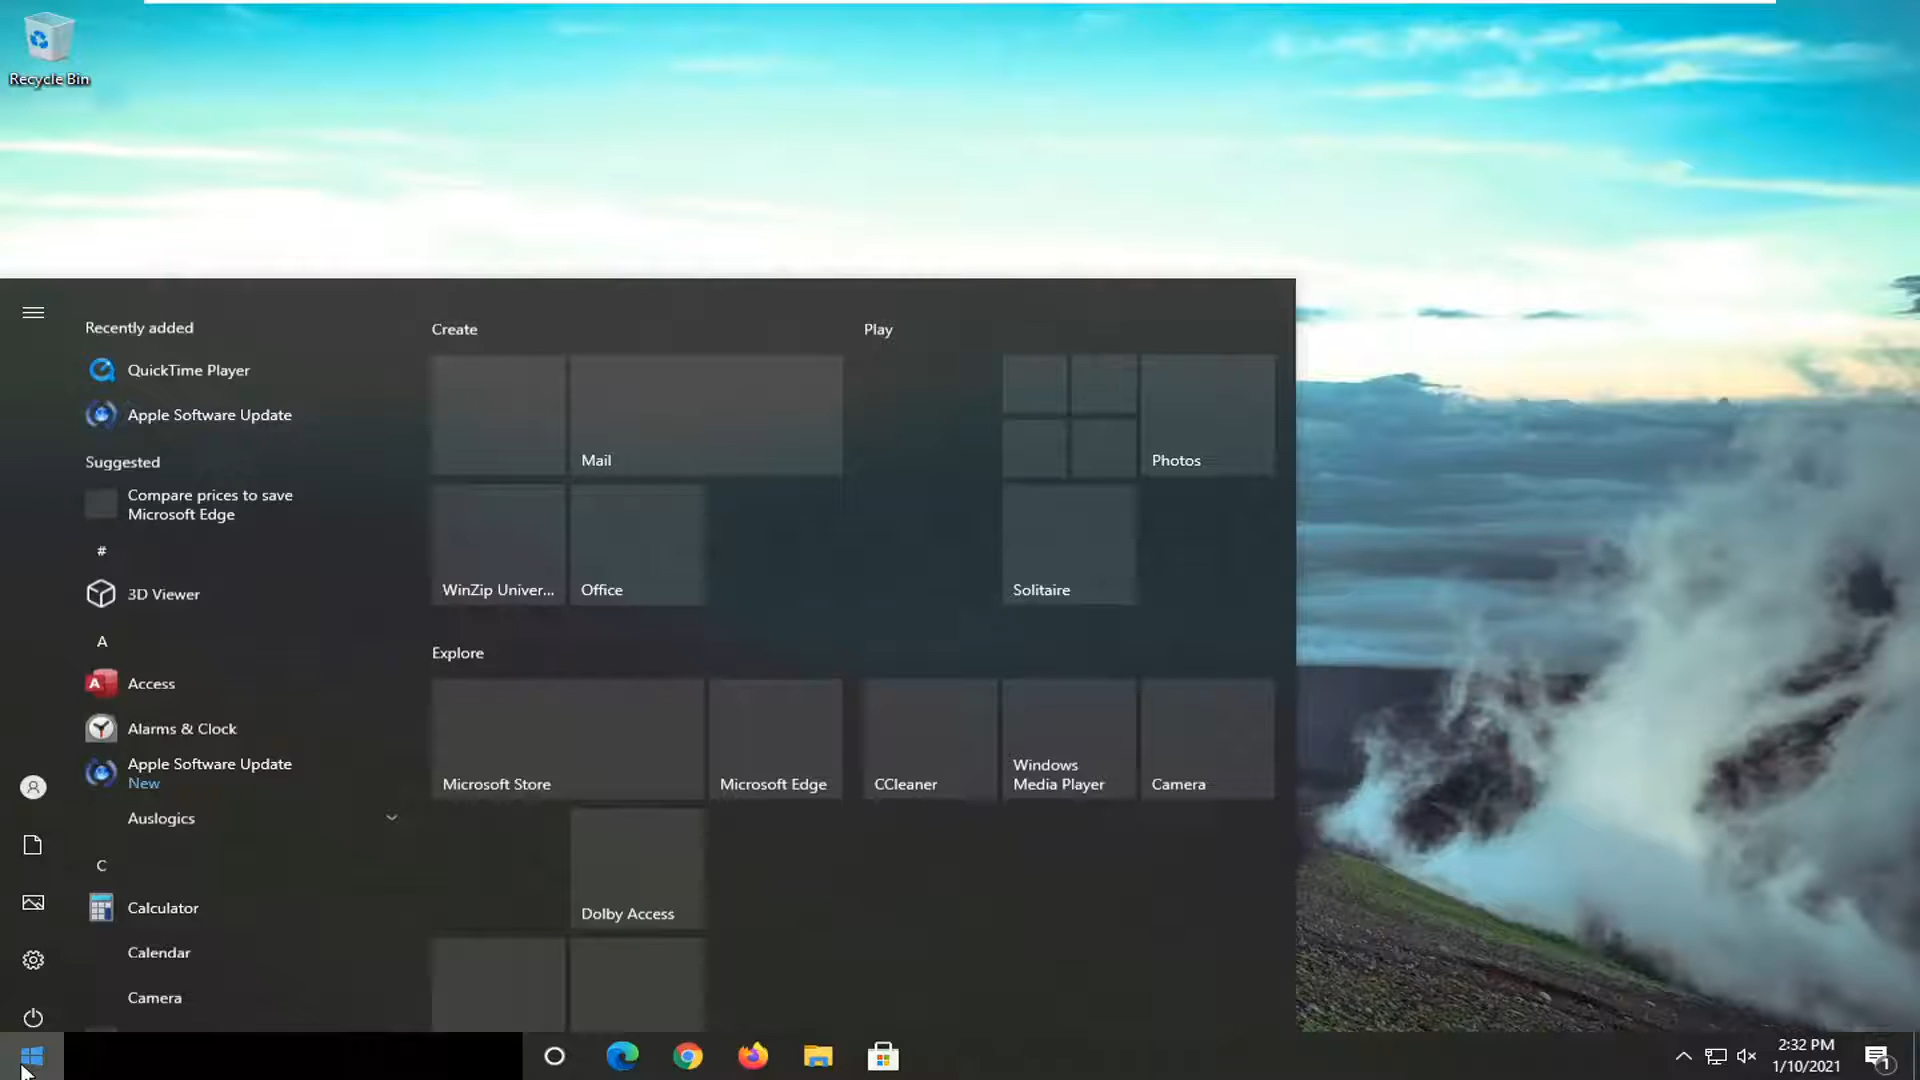 Recycle Bin
Recently added
QuickTime Player
Apple Software Update
Suggested
Compare prices to save
Microsoft Edge
#
3D Viewer
A
Access
Alarms & Clock
Apple Software Update
New
Auslogics
C
Calculator
Calendar
Camera
Create
Mail
WinZip Univer...
Office
Explore
Microsoft Store
Microsoft Edge
Dolby Access
Play
Photos
Solitaire
CCleaner
Windows
Media Player
Camera
2:32 PM
1/10/2021
1